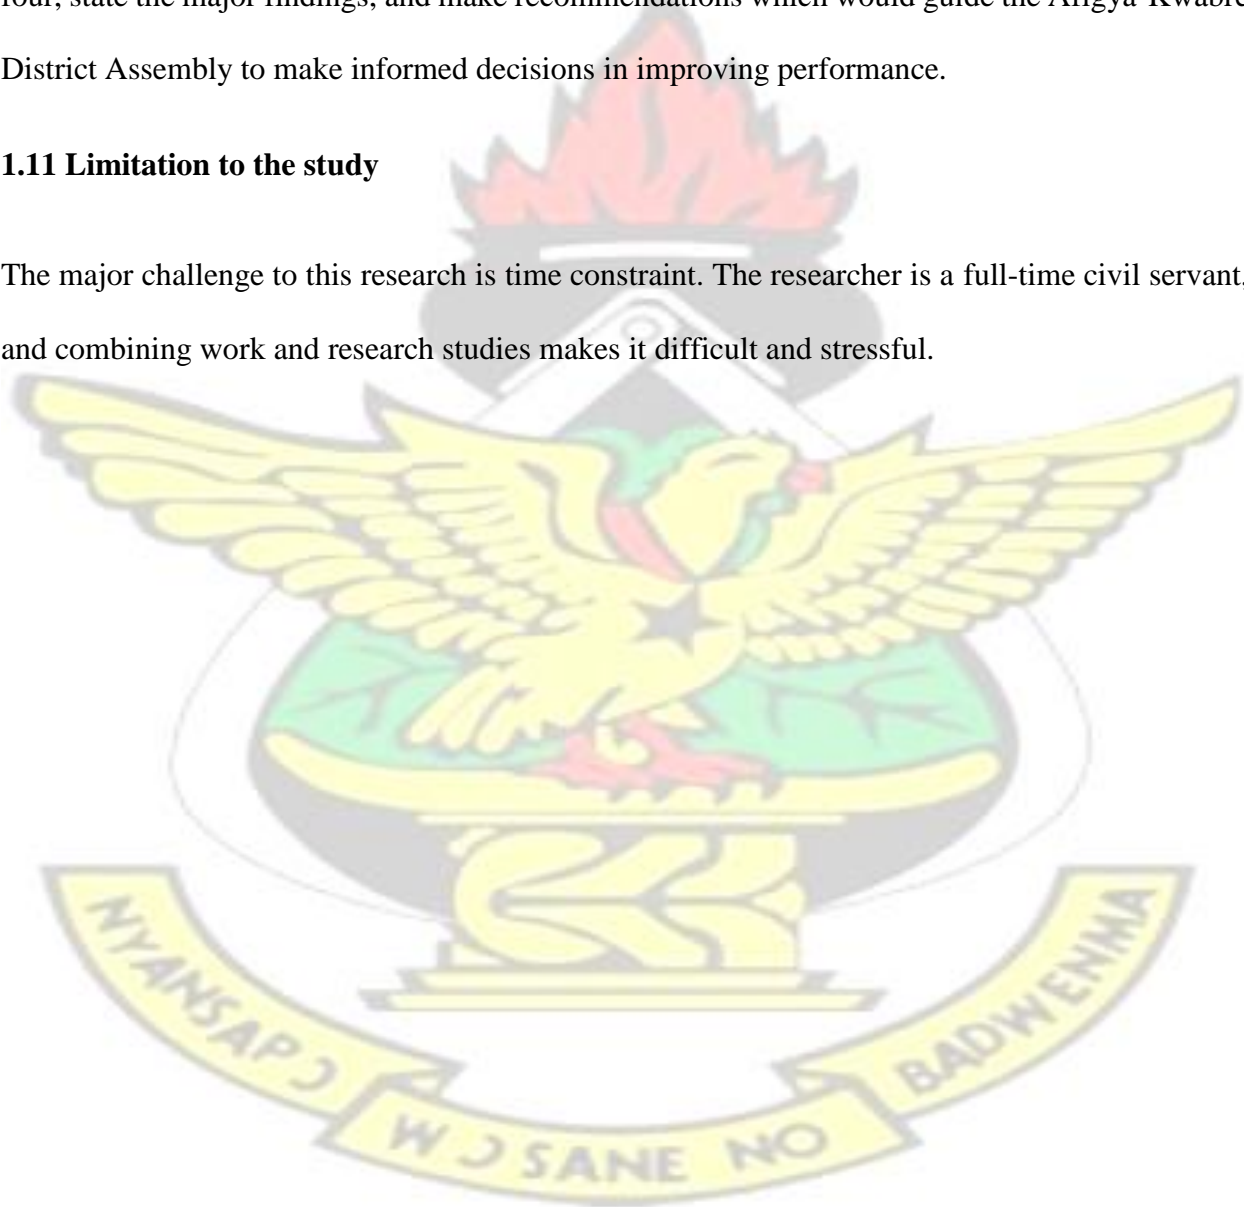 four, state the major findings, and make recommendations which would guide the Afigya-Kwabre
District Assembly to make informed decisions in improving performance.
1.11 Limitation to the study
The major challenge to this research is time constraint. The researcher is a full-time civil servant,
and combining work and research studies makes it difficult and stressful.
NYANSAPƆ
WƆSANE NO
BADWENMA